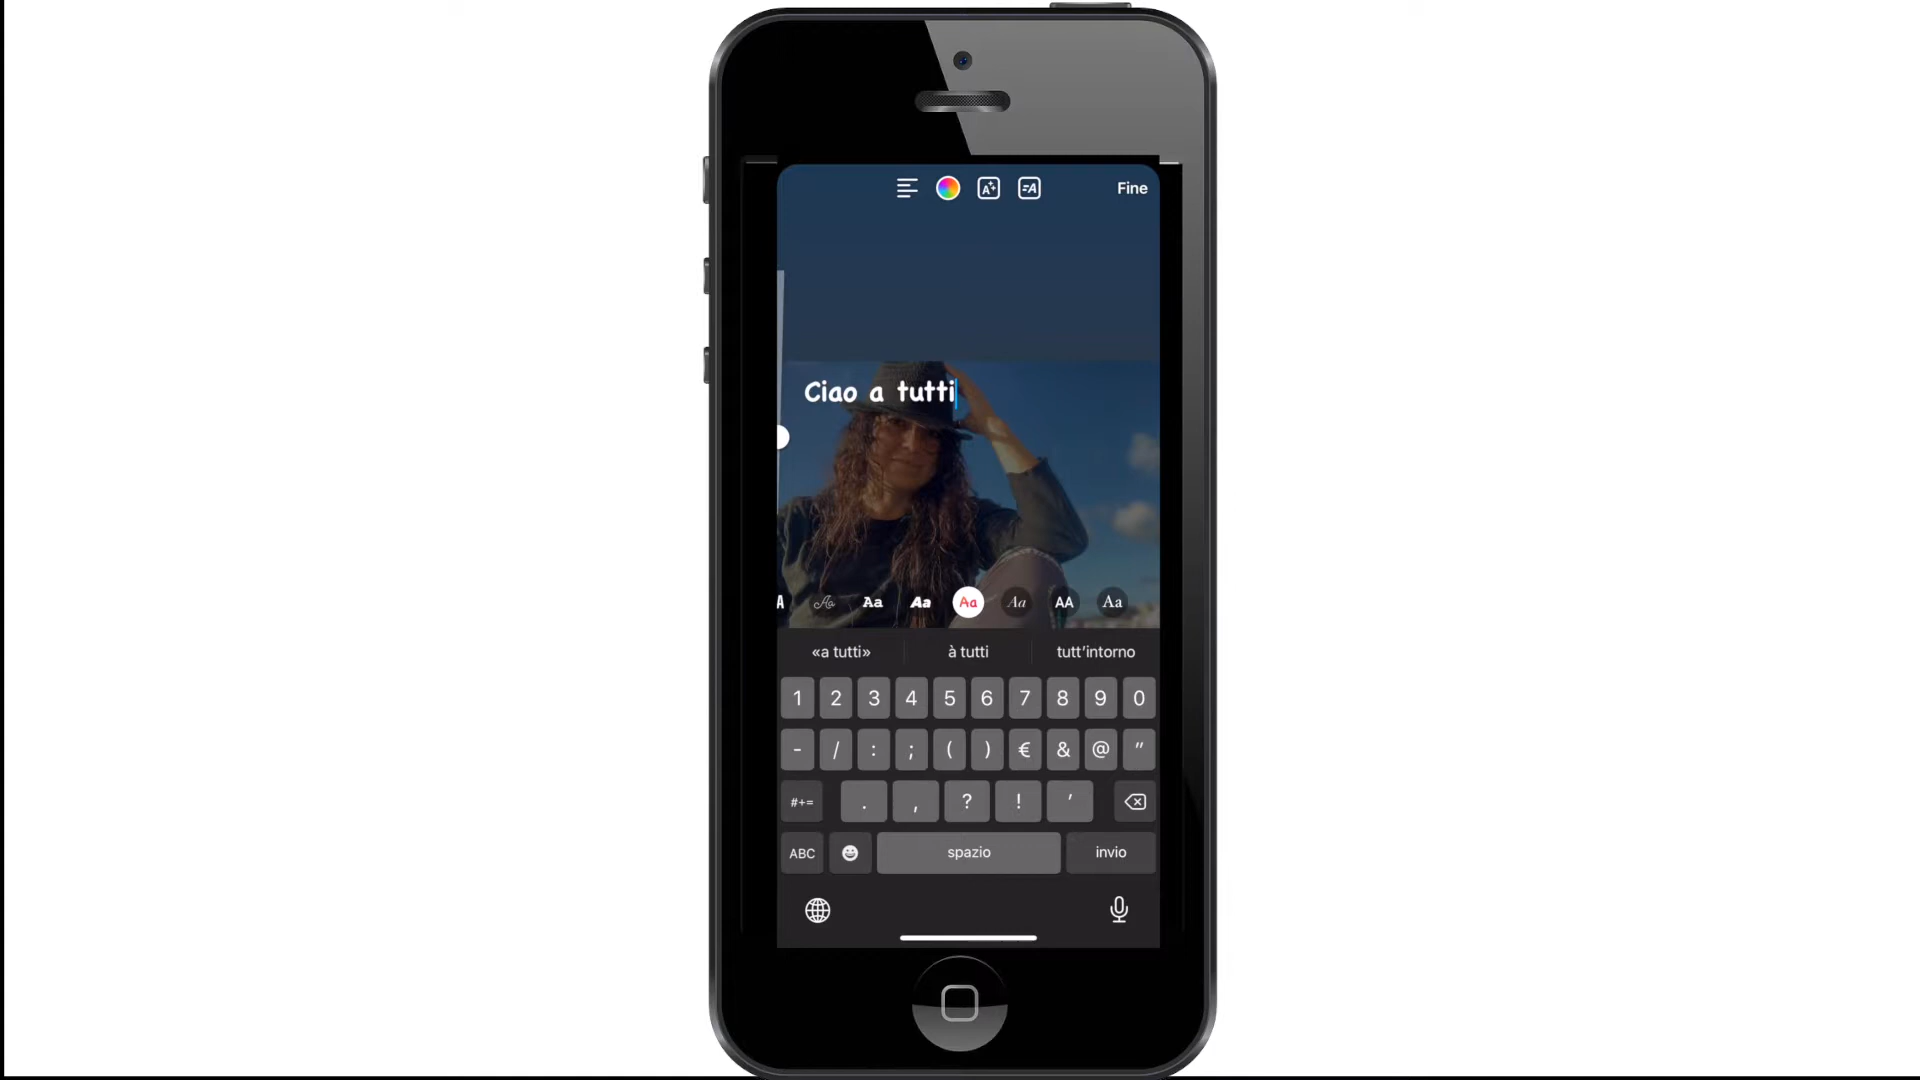 Fine
Ciao a tutti
A Aa Aa Aa Aa Aa AA Aa
«a tutti» à tutti tutt'intorno
1 2 3 4 5 6 7 8 9 0
- / : ; ( ) € & @ "
#+= . , ? ! '
ABC spazio invio